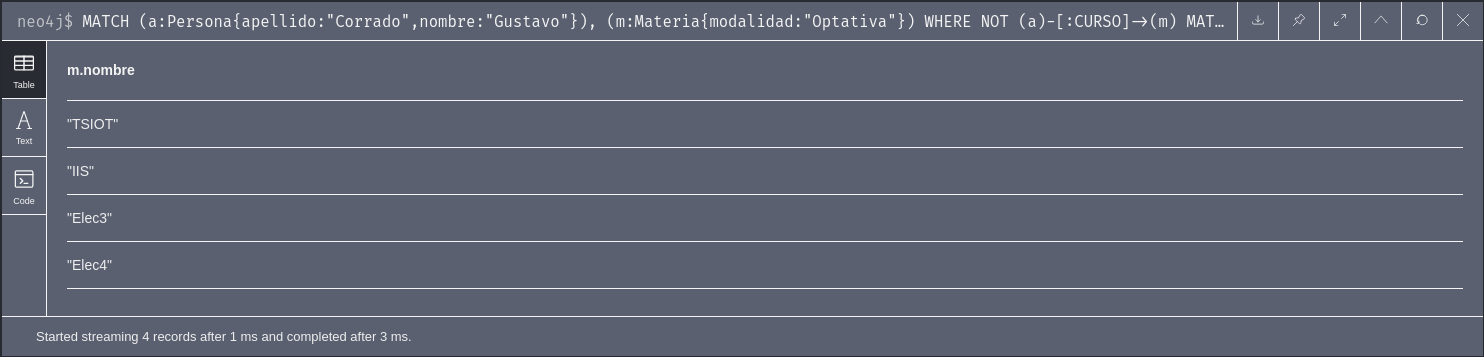 neo4j$ MATCH (a:Persona{apellido:"Corrado",nombre:"Gustavo"}), (m:Materia{modalidad:"Optativa"}) WHERE NOT (a)-[:CURSO]->(m) MAT…
Table
Text
Code
m.nombre
"TSIOT"
"IIS"
"Elec3"
"Elec4"
Started streaming 4 records after 1 ms and completed after 3 ms.